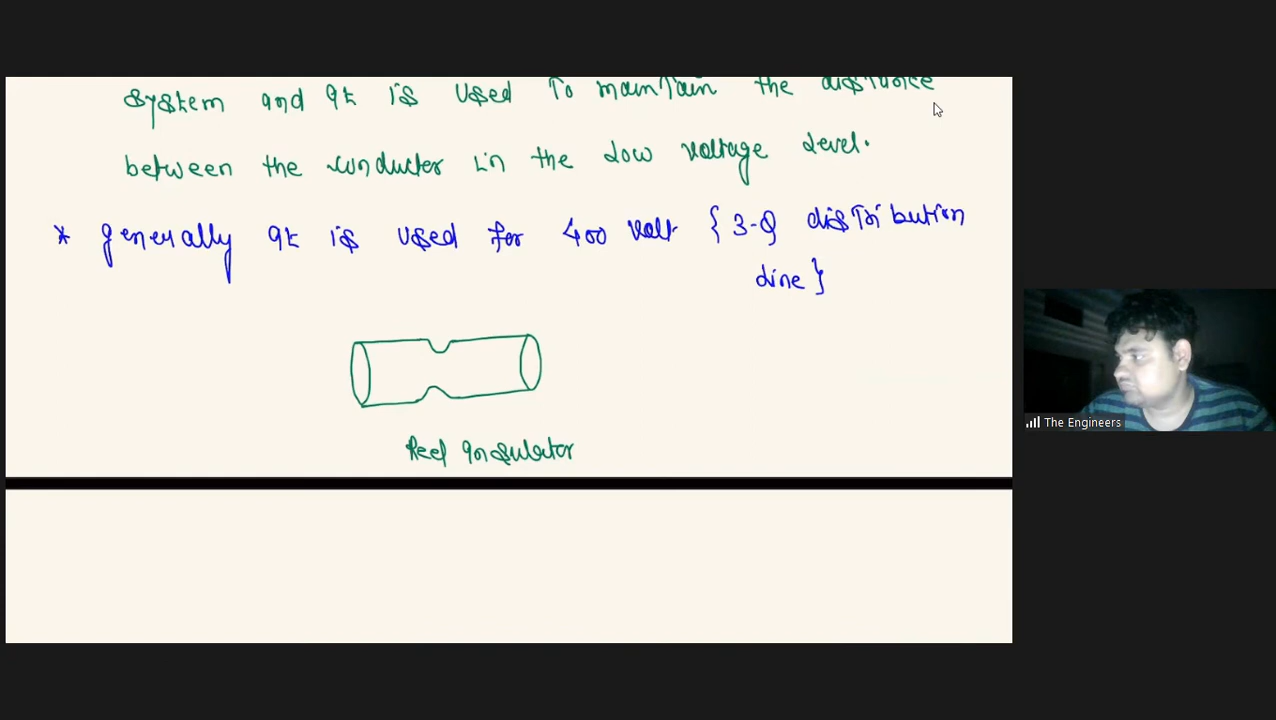 system and it is used to maintain the distance
between the conductor in the low voltage level.
* generally it is used for 400 volt { 3-φ distribution
line }
Reel insulator
The Engineers